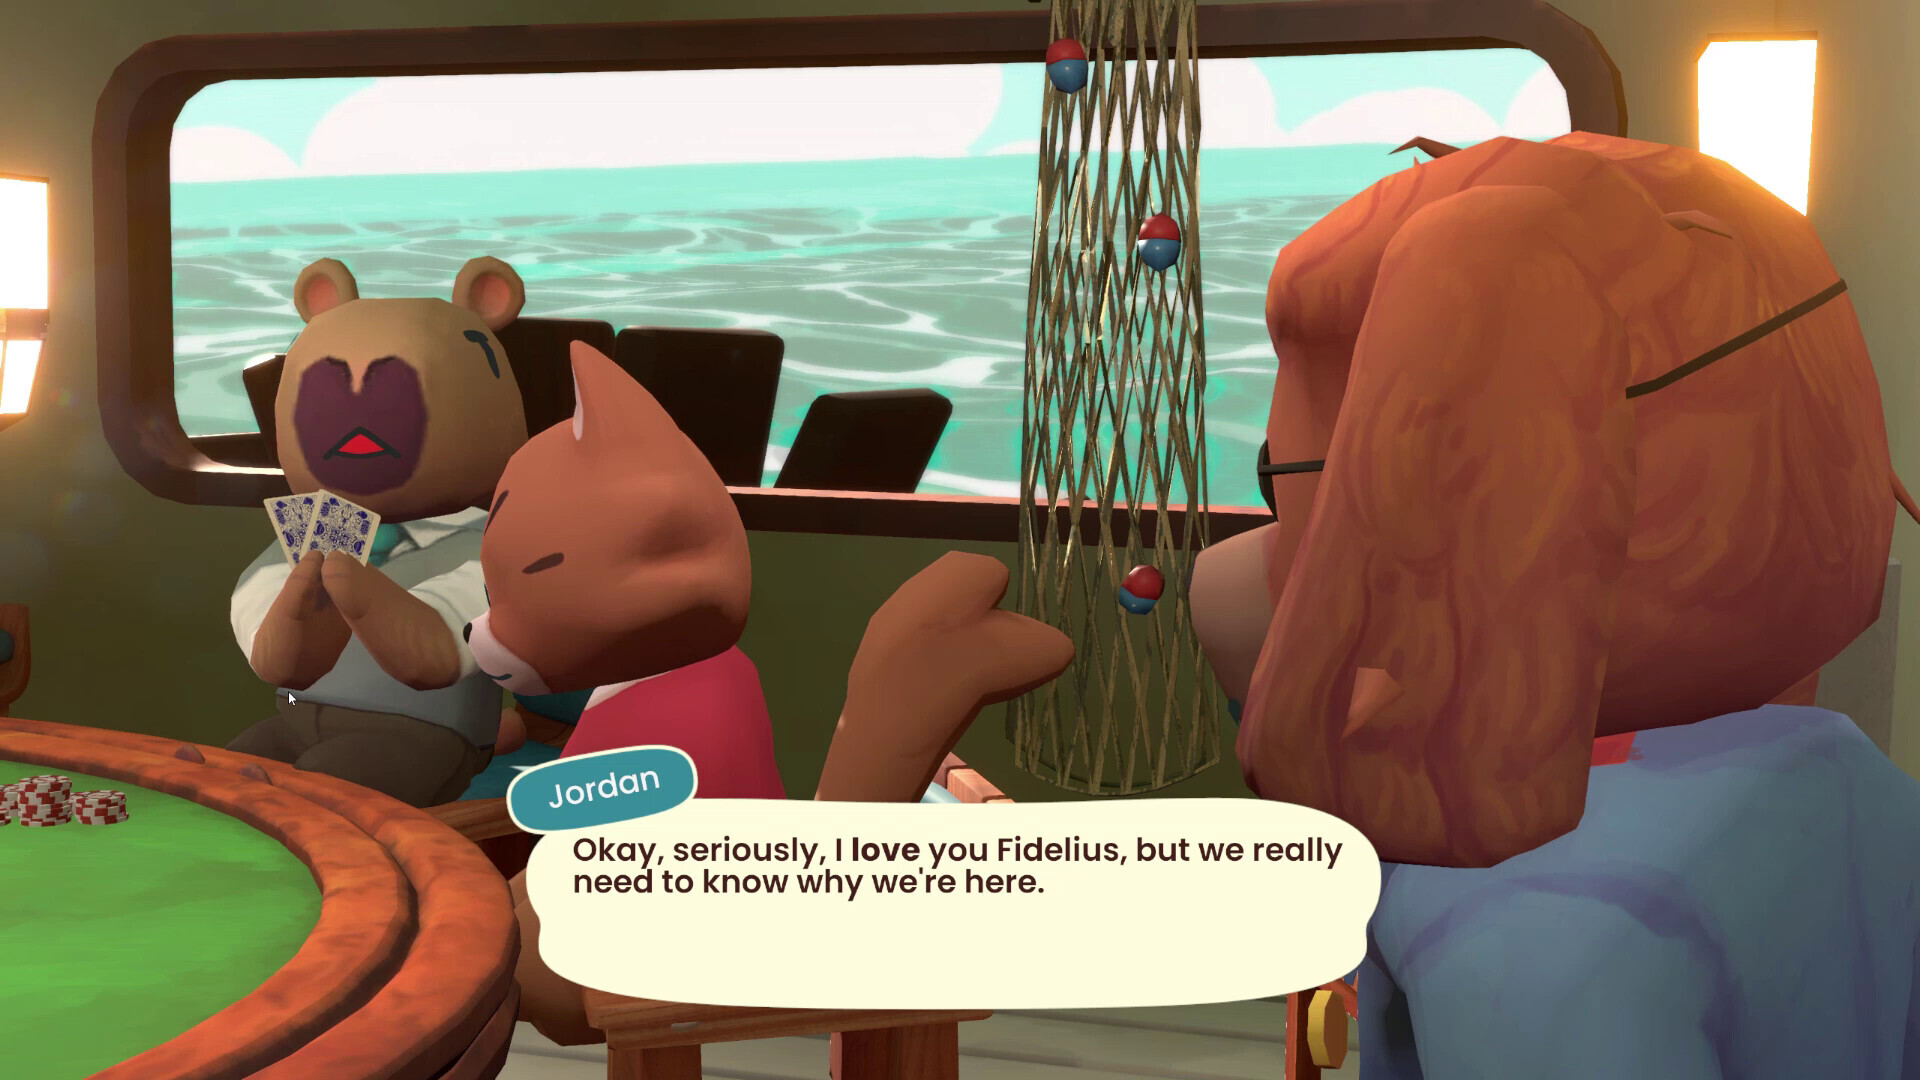 Jordan
Okay, seriously, I love you Fidelius, but we really
need to know why we're here.